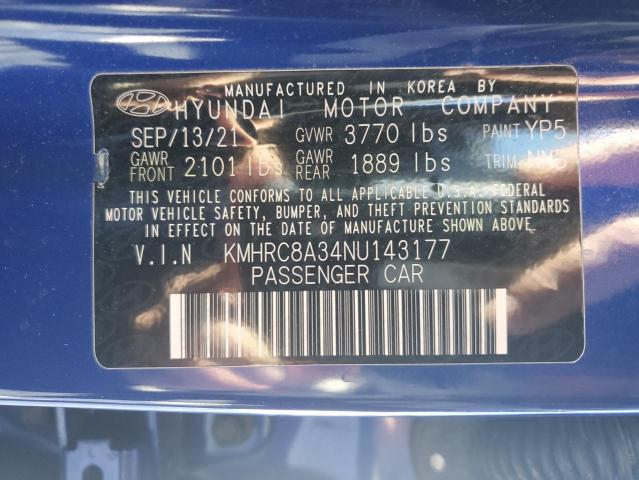 MANUFACTURED IN KOREA BY
HYUNDAI MOTOR COMPANY
SEP/13/21 GVWR 3770 lbs PAINT YP5
GAWR FRONT 2101 lbs GAWR REAR 1889 lbs TRIM NNB
THIS VEHICLE CONFORMS TO ALL APPLICABLE U.S.A. FEDERAL
MOTOR VEHICLE SAFETY, BUMPER, AND THEFT PREVENTION STANDARDS
IN EFFECT ON THE DATE OF MANUFACTURE SHOWN ABOVE.
V.I.N KMHRC8A34NU143177
PASSENGER CAR